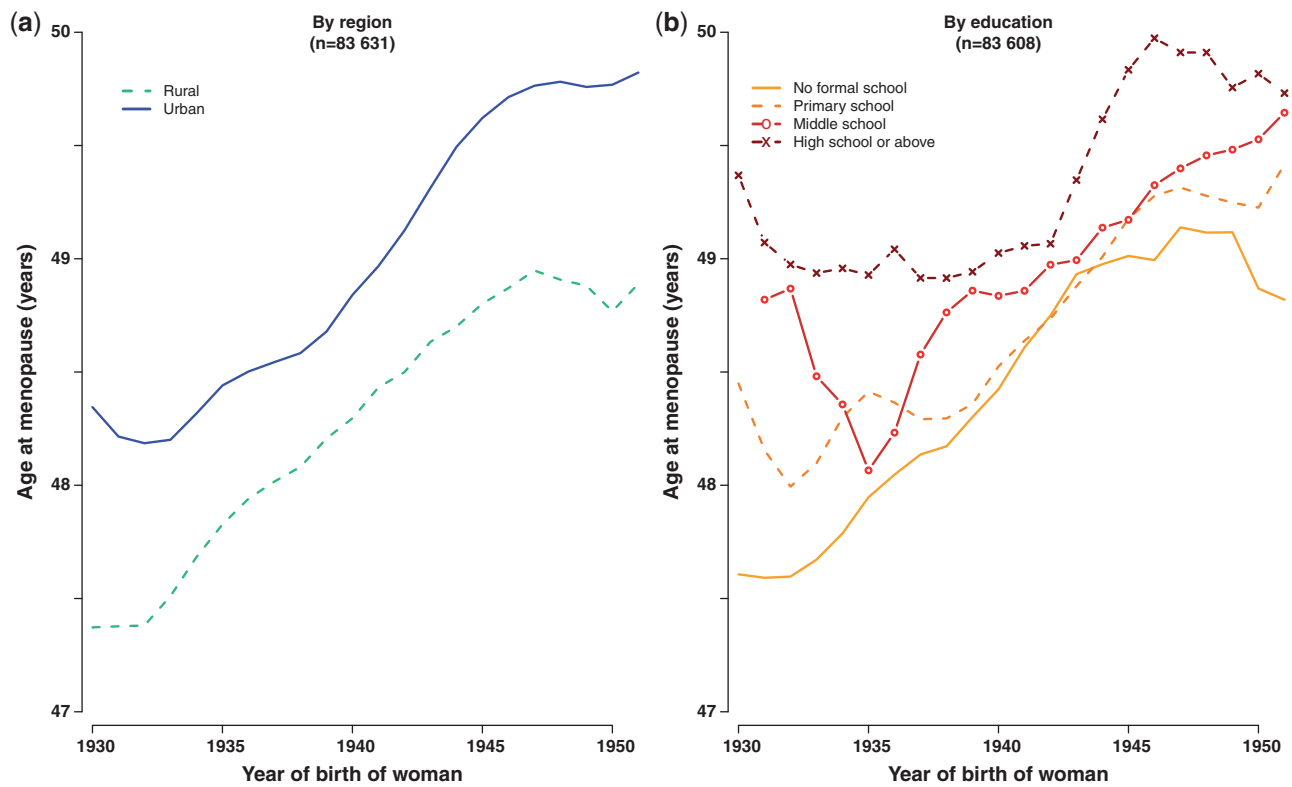 (a)
By region
(n=83 631)
Rural
Urban
50
49
48
47
Age at menopause (years)
1930 1935 1940 1945 1950
Year of birth of woman
(b)
By education
(n=83 608)
No formal school
Primary school
Middle school
High school or above
50
49
48
47
Age at menopause (years)
1930 1935 1940 1945 1950
Year of birth of woman